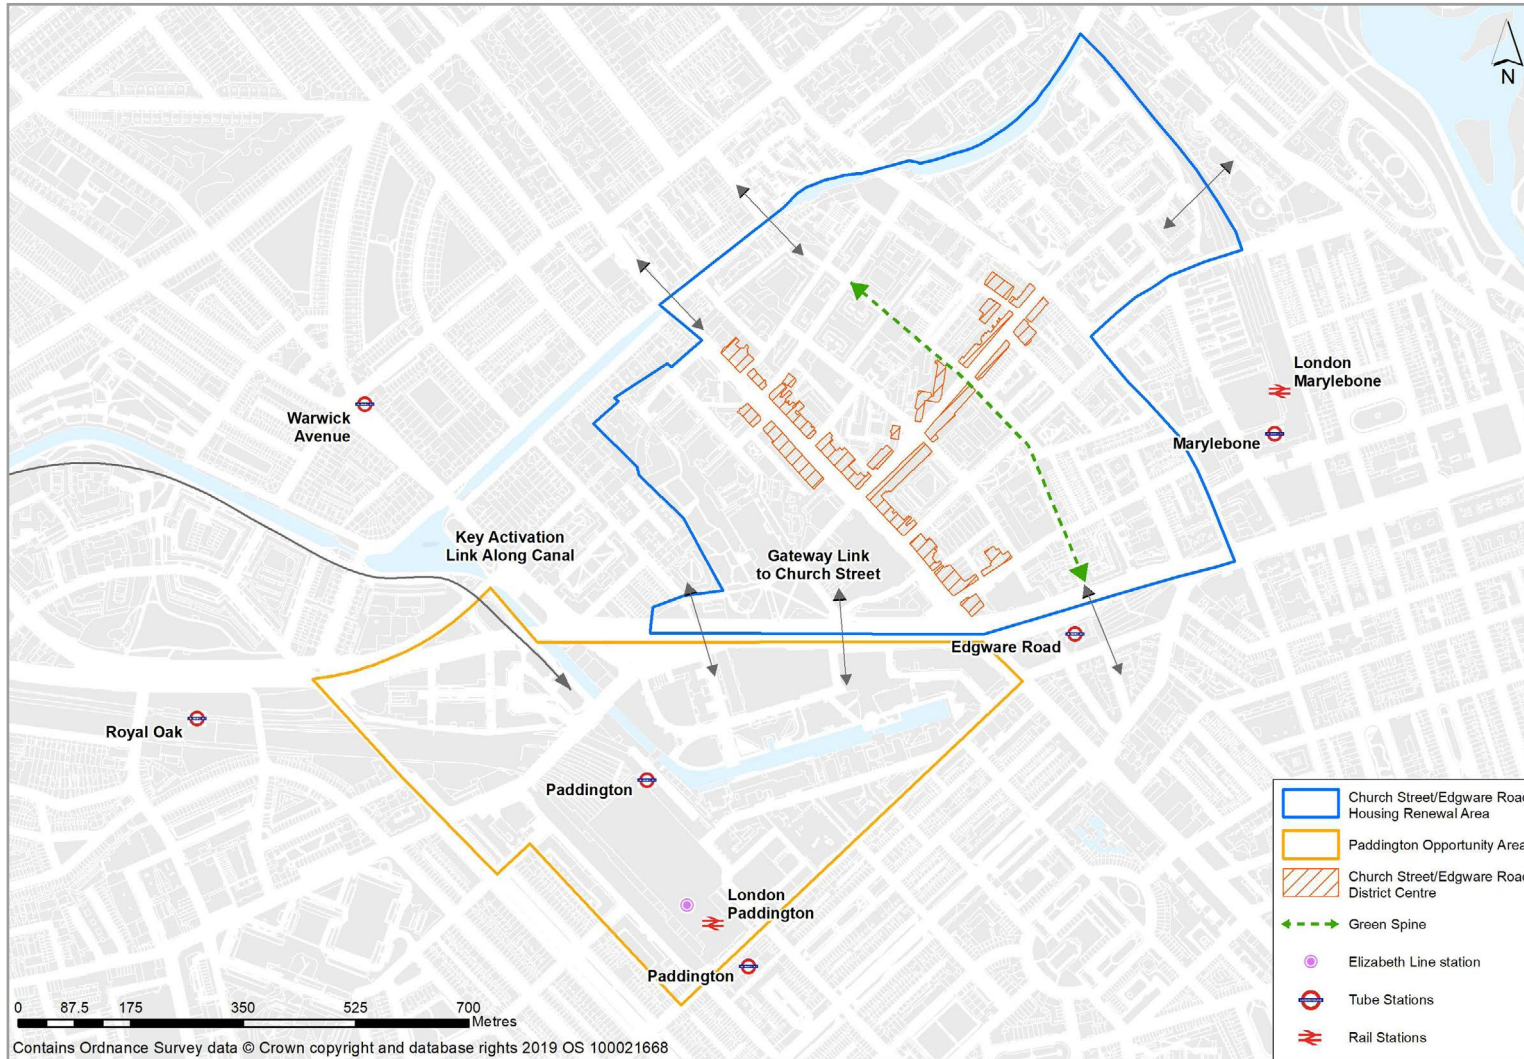 N
London
Marylebone
Marylebone
Warwick
Avenue
Key Activation
Link Along Canal
Gateway Link
to Church Street
Edgware Road
Royal Oak
Paddington
London
Paddington
Paddington
Church Street/Edgware Road
Housing Renewal Area
Paddington Opportunity Area
Church Street/Edgware Road
District Centre
Green Spine
Elizabeth Line station
Tube Stations
Rail Stations
0 87.5 175 350 525 700
Metres
Contains Ordnance Survey data © Crown copyright and database rights 2019 OS 100021668